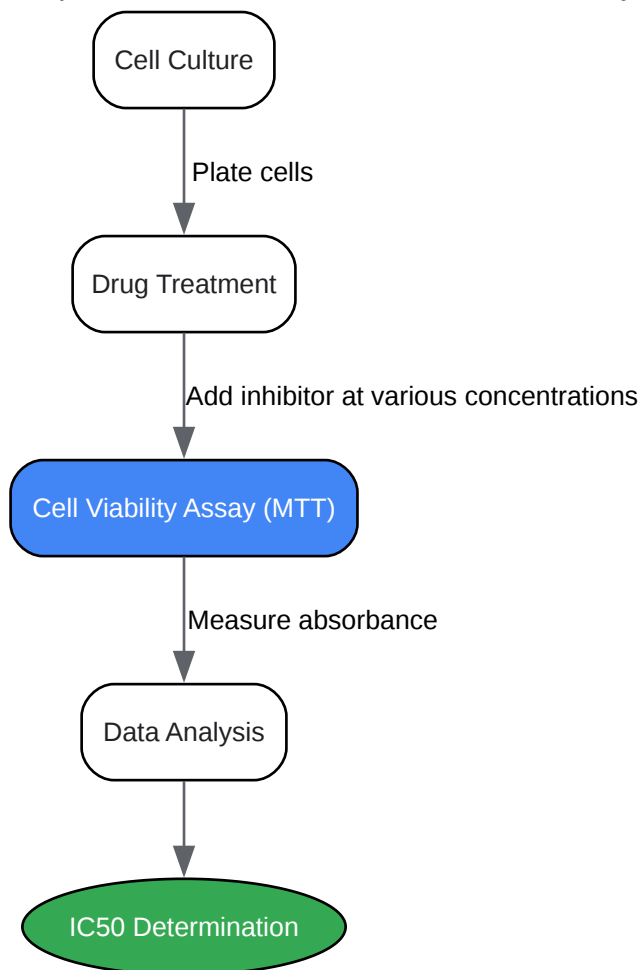 Cell Culture
Plate cells
Drug Treatment
Add inhibitor at various concentrations
Cell Viability Assay (MTT)
Measure absorbance
Data Analysis
IC50 Determination